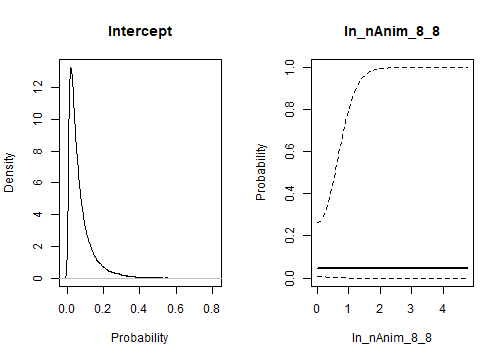 Intercept
Density
0 2 4 6 8 10 12
0.0 0.2 0.4 0.6 0.8
Probability
ln_nAnim_8_8
Probability
0.0 0.2 0.4 0.6 0.8 1.0
0 1 2 3 4
ln_nAnim_8_8